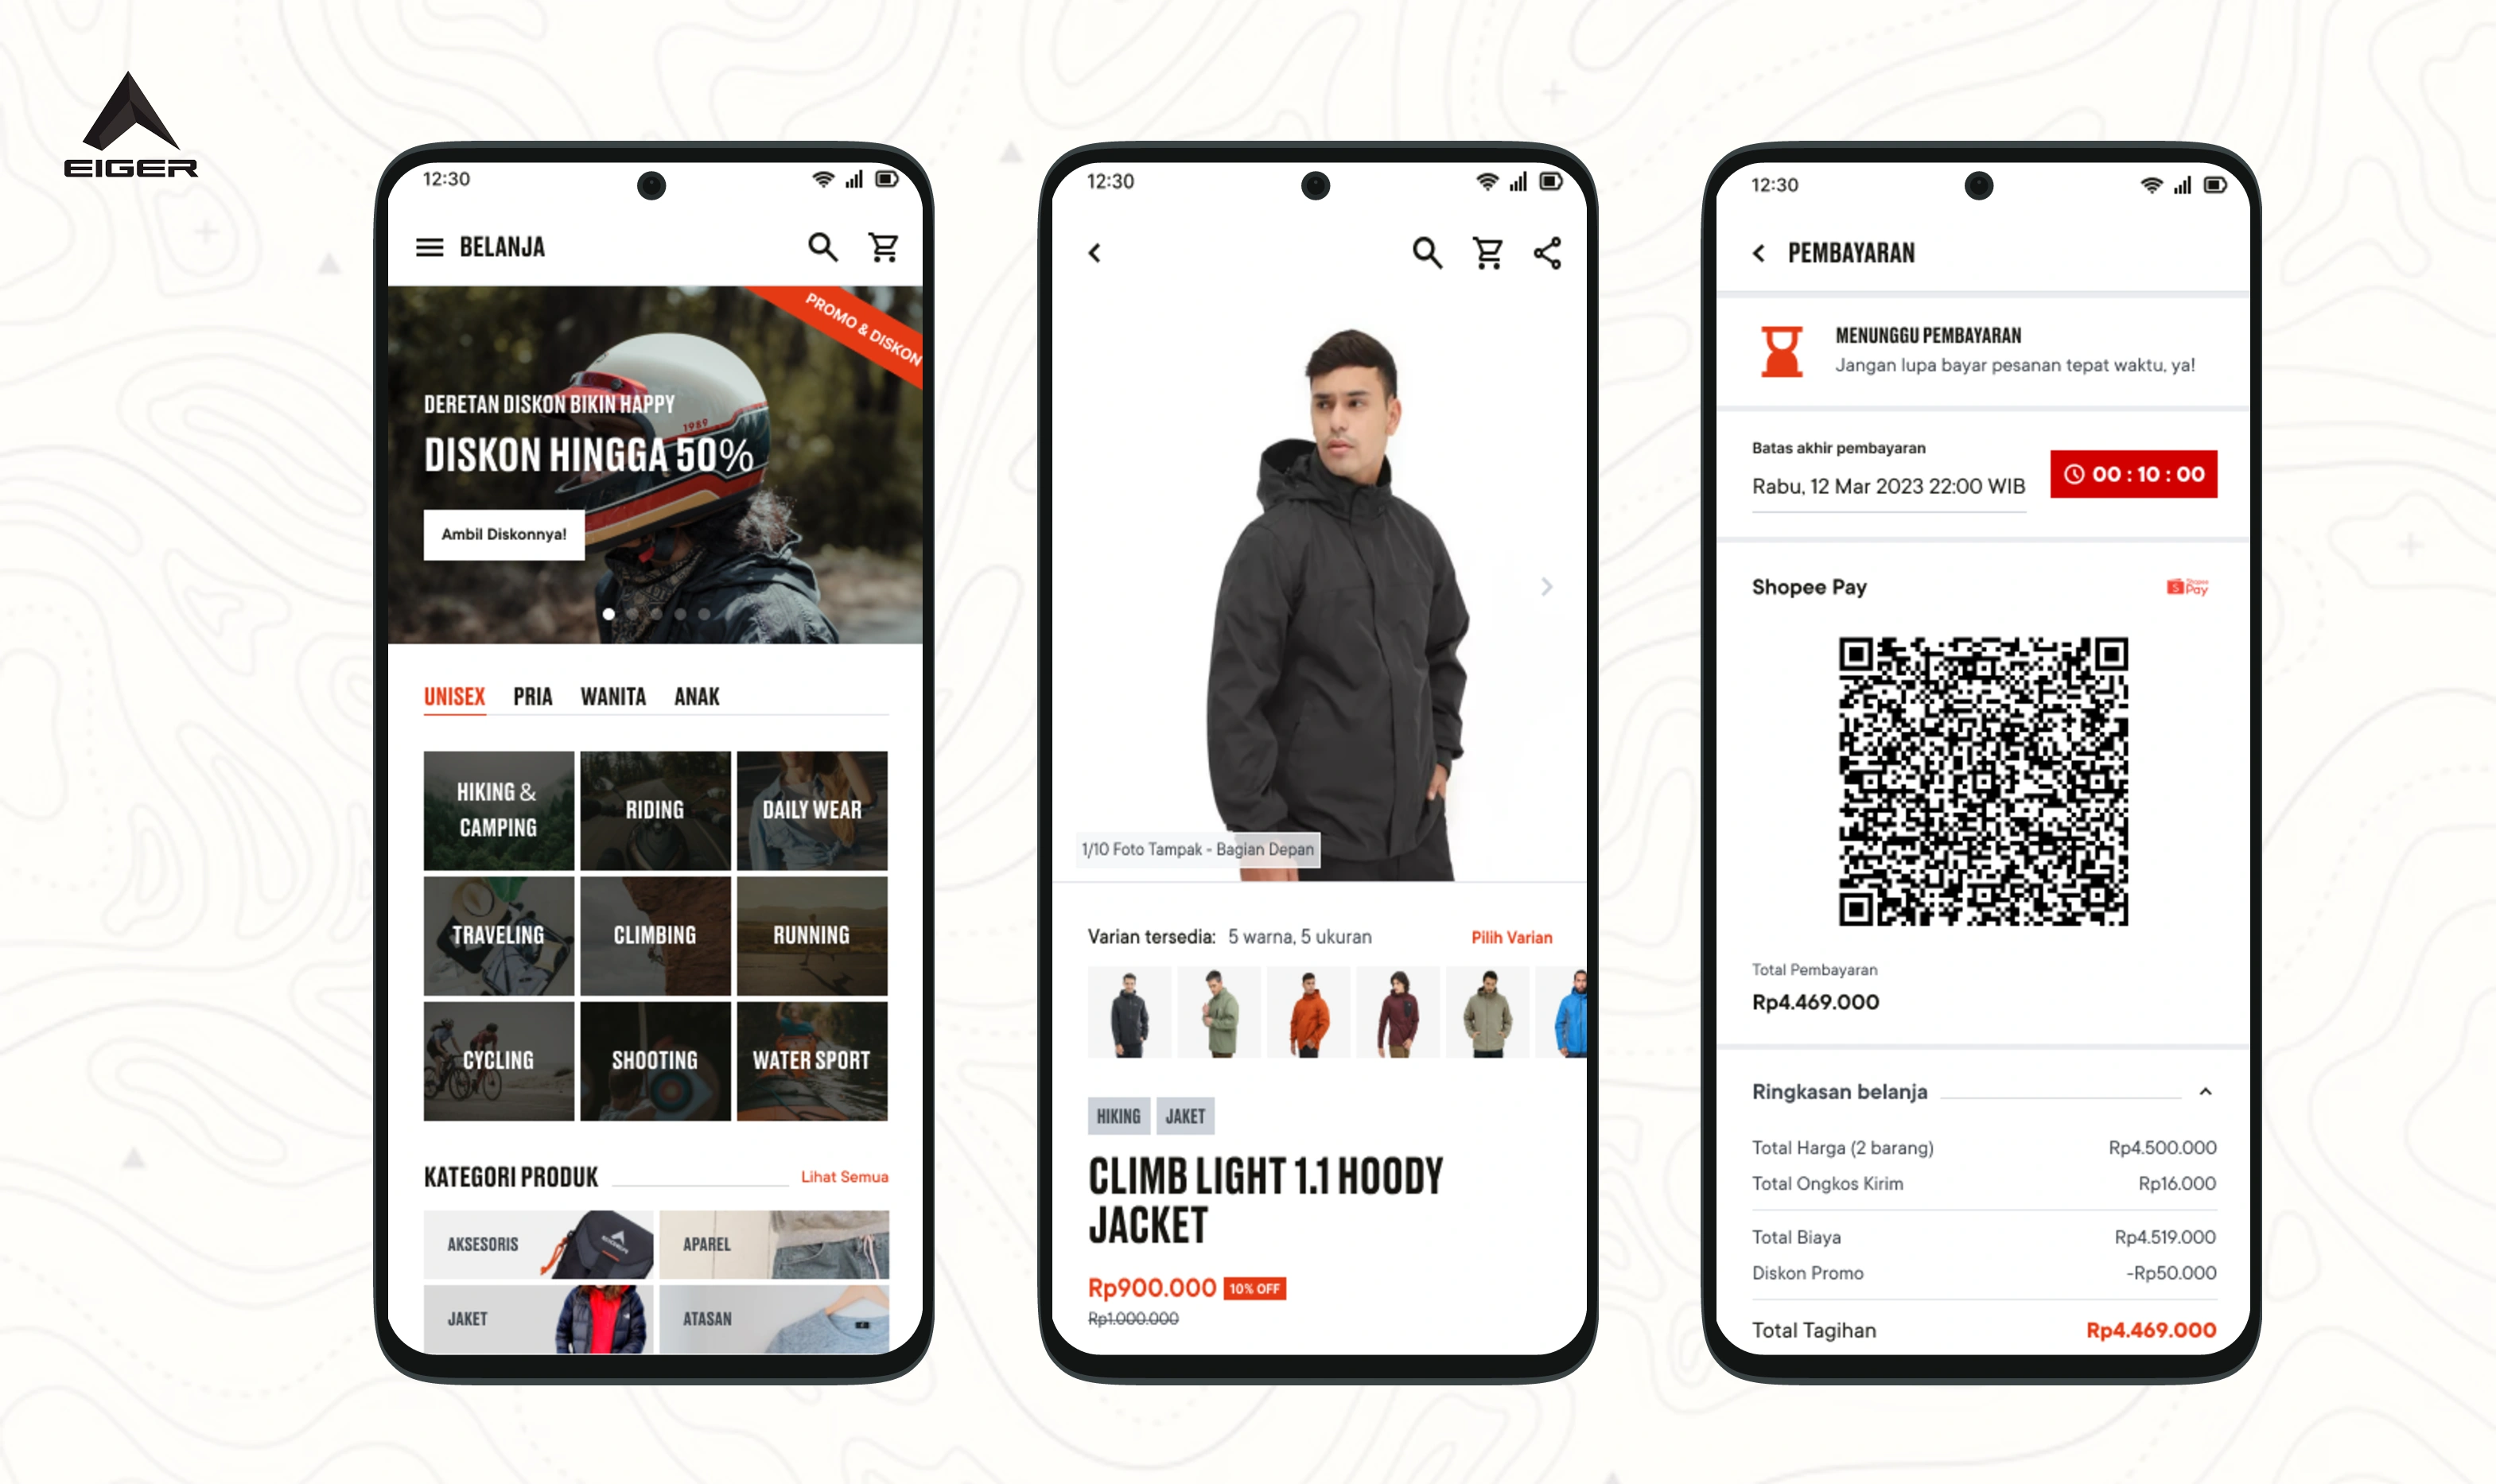 EIGER
12:30
BELANJA
PROMO & DISKON
DERETAN DISKON BIKIN HAPPY
1989
DISKON HINGGA 50%
Ambil Diskonnya!
UNISEX PRIA WANITA ANAK
HIKING &
CAMPING
RIDING
DAILY WEAR
TRAVELING
CLIMBING
RUNNING
CYCLING
SHOOTING
WATER SPORT
KATEGORI PRODUK
Lihat Semua
AKSESORIS
APAREL
JAKET
ATASAN
12:30
1/10 Foto Tampak - Bagian Depan
Varian tersedia: 5 warna, 5 ukuran
Pilih Varian
HIKING
JAKET
CLIMB LIGHT 1.1 HOODY
JACKET
Rp900.000 10% OFF
Rp1.000.000
12:30
PEMBAYARAN
MENUNGGU PEMBAYARAN
Jangan lupa bayar pesanan tepat waktu, ya!
Batas akhir pembayaran
Rabu, 12 Mar 2023 22:00 WIB
00 : 10 : 00
Shopee Pay
Shopee
Pay
Total Pembayaran
Rp4.469.000
Ringkasan belanja
Total Harga (2 barang) Rp4.500.000
Total Ongkos Kirim Rp16.000
Total Biaya Rp4.519.000
Diskon Promo -Rp50.000
Total Tagihan Rp4.469.000